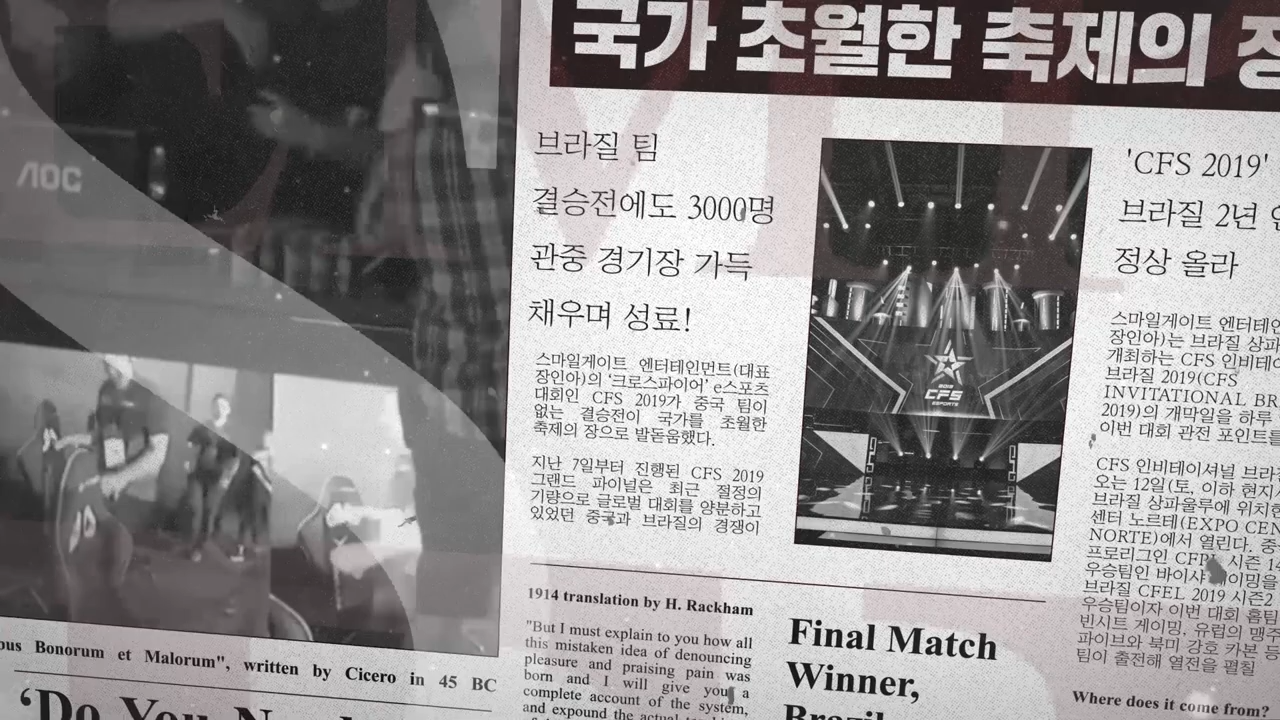 국가 초월한 축제의
AOC
브라질 팀
결승전에도 3000명
관중 경기장 가득
채우며 성료!
스마일게이트 엔터테인먼트(대표
장인아)의 '크로스파이어' e스포츠
대회인 CFS 2019가 중국 팀이
없는 결승전이 국가를 초월한
축제의 장으로 발돋움했다.
지난 7일부터 진행된 CFS 2019
그랜드 파이널은 최근 절정의
기량으로 글로벌 대회를 양분하고
있었던 중국과 브라질의 경쟁이
2019
CFS
ESPORTS
'CFS 2019'
브라질 2년
정상 올라
스마일게이트 엔터테인
장인아)는 브라질 상파
개최하는 CFS 인비테이
브라질 2019(CFS
INVITATIONAL BR
2019)의 개막일을 하루
이번 대회 관전 포인트를
CFS 인비테이셔널 브라
오는 12일(토, 이하 현지
브라질 상파울루에 위치한
센터 노르테(EXPO CEN
NORTE)에서 열린다. 중
프로리그인 CFPL 시즌 14
우승팀인 바이샤 게이밍을
브라질 CFEL 2019 시즌2
우승팀이자 이번 대회 홈팀
빈시트 게이밍, 유럽의 맹주
파이브와 북미 강호 카본 등
팀이 출전해 열전을 펼칠
Bonorum et Malorum", written by Cicero in 45 BC
'Do You
1914 translation by H. Rackham
"But I must explain to you how all
this mistaken idea of denouncing
pleasure and praising pain was
born and I will give you a
complete account of the system,
and expound the actual
Final Match
Winner,
Brazil
Where does it come from?